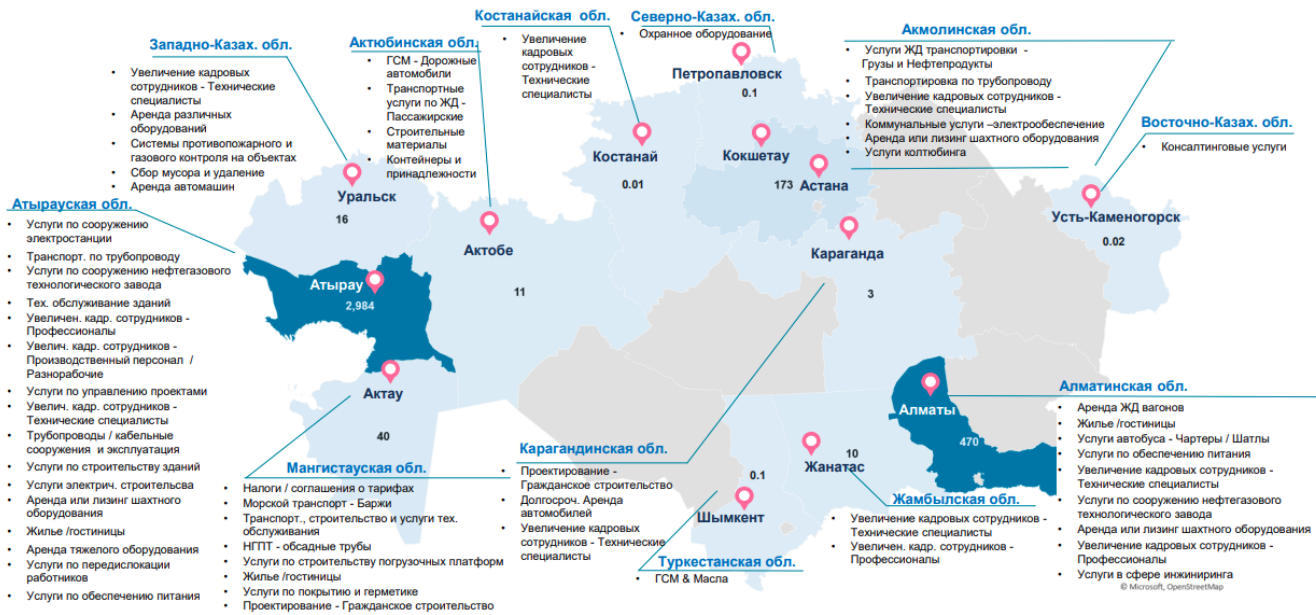 Западно-Казах. обл.
• Увеличение кадровых
сотрудников - Технические
специалисты
• Аренда различных
оборудований
• Системы противопожарного и
газового контроля на объектах
• Сбор мусора и удаление
• Аренда автомашин
Актюбинская обл.
• ГСМ - Дорожные
автомобили
• Транспортные
услуги по ЖД -
Пассажирские
• Строительные
материалы
• Контейнеры и
принадлежности
Костанайская обл.
• Увеличение
кадровых
сотрудников -
Технические
специалисты
Северно-Казах. обл.
• Охранное оборудование
Акмолинская обл.
• Услуги ЖД транспортировки -
Грузы и Нефтепродукты
• Транспортировка по трубопроводу
• Увеличение кадровых сотрудников -
Технические специалисты
• Коммунальные услуги –электрообеспечение
• Аренда или лизинг шахтного оборудования
• Услуги колтюбинга
Восточно-Казах. обл.
• Консалтинговые услуги
Петропавловск
0.1
Костанай
0.01
Кокшетау
173
Астана
Усть-Каменогорск
0.02
Уральск
16
Актобе
11
Караганда
3
Атырау
2,984
Актау
40
Алматы
470
Жанатас
10
Шымкент
0.1
Атырауская обл.
• Услуги по сооружению
электростанции
• Транспорт. по трубопроводу
• Услуги по сооружению нефтегазового
технологического завода
• Тех. обслуживание зданий
• Увеличен. кадр. сотрудников -
Профессионалы
• Увелич. кадр. сотрудников -
Производственный персонал /
Разнорабочие
• Услуги по управлению проектами
• Увелич. кадр. сотрудников -
Технические специалисты
• Трубопроводы / кабельные
сооружения и эксплуатация
• Услуги по строительству зданий
• Услуги электрич. строительсва
• Аренда или лизинг шахтного
оборудования
• Жилье /гостиницы
• Аренда тяжелого оборудования
• Услуги по передислокации
работников
• Услуги по обеспечению питания
Мангистауская обл.
• Налоги / соглашения о тарифах
• Морской транспорт - Баржи
• Транспорт., строительство и услуги тех.
обслуживания
• НГПТ - обсадные трубы
• Услуги по строительству погрузочных платформ
• Жилье /гостиницы
• Услуги по покрытию и герметике
• Проектирование - Гражданское строительство
Карагандинская обл.
• Проектирование -
Гражданское строительство
• Долгосроч. Аренда
автомобилей
• Увеличение кадровых
сотрудников - Технические
специалисты
Туркестанская обл.
• ГСМ & Масла
Жамбылская обл.
• Увеличение кадровых сотрудников -
Технические специалисты
• Увеличен. кадр. сотрудников -
Профессионалы
Алматинская обл.
• Аренда ЖД вагонов
• Жилье /гостиницы
• Услуги автобуса - Чартеры / Шатлы
• Услуги по обеспечению питания
• Увеличение кадровых сотрудников -
Технические специалисты
• Услуги по сооружению нефтегазового
технологического завода
• Аренда или лизинг шахтного оборудования
• Увеличение кадровых сотрудников -
Профессионалы
• Услуги в сфере инжиниринга
© Microsoft, OpenStreetMap